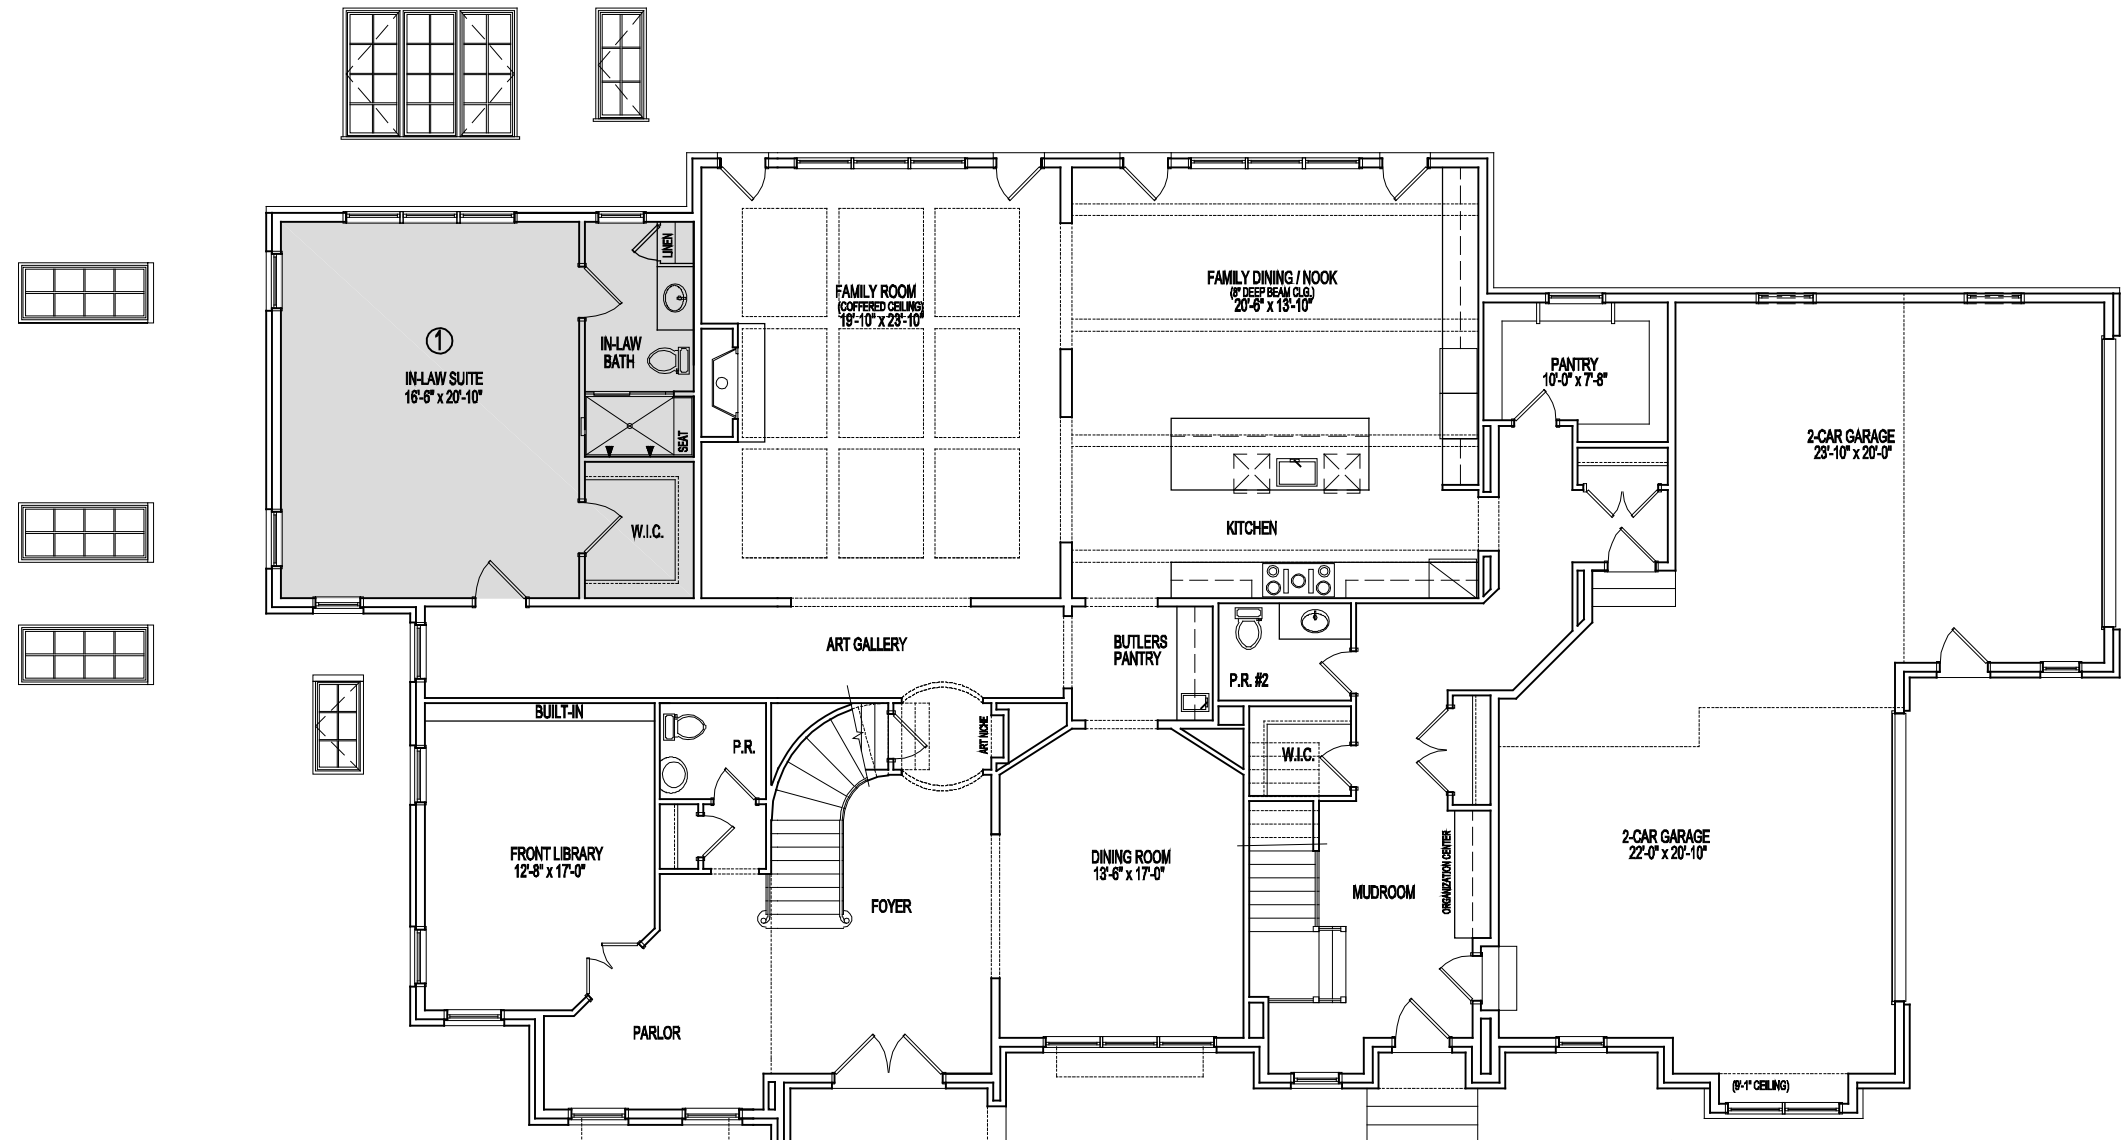 LINEN
FAMILY ROOM
(COFFERED CEILING)
19'-10" x 23'-10"
FAMILY DINING / NOOK
(8" DEEP BEAM CLG.)
20'-6" x 13'-10"
1
IN-LAW SUITE
16'-6" x 20'-10"
IN-LAW
BATH
SEAT
PANTRY
10'-0" x 7'-8"
2-CAR GARAGE
23'-10" x 20'-0"
W.I.C.
KITCHEN
ART GALLERY
BUTLERS
PANTRY
P.R. #2
BUILT-IN
P.R.
ART NICHE
W.I.C.
FRONT LIBRARY
12'-8" x 17'-0"
DINING ROOM
13'-6" x 17'-0"
FOYER
MUDROOM
ORGANIZATION CENTER
2-CAR GARAGE
22'-0" x 20'-10"
PARLOR
(9'-1" CEILING)